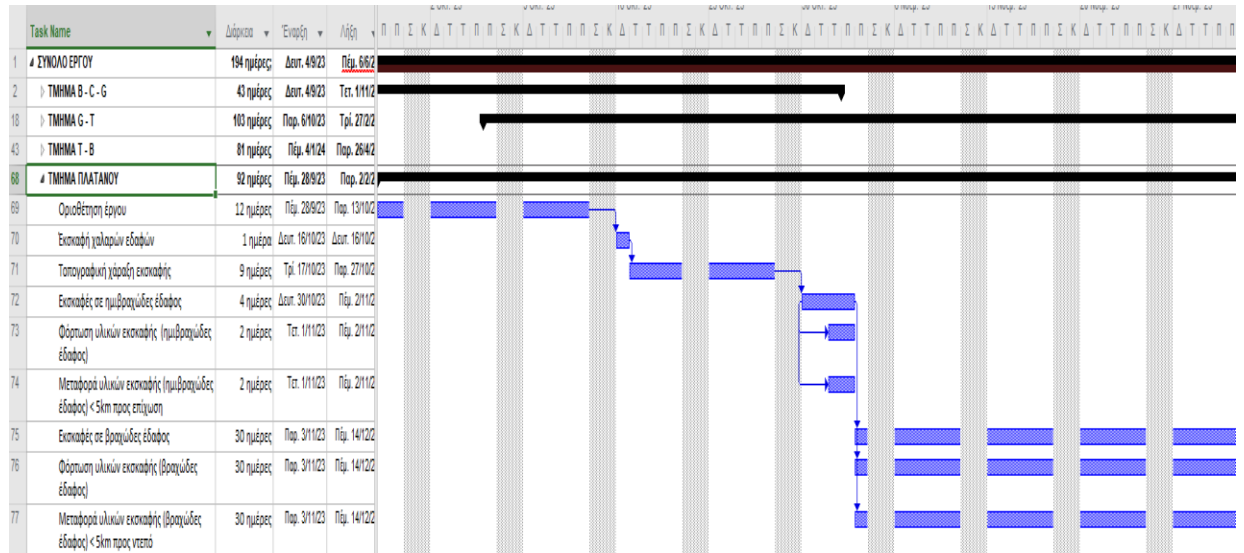 Task Name Διάρκεια Έναρξη Λήξη Π Π Σ Κ Δ Τ Τ Π Π Σ Κ Δ Τ Τ Π Π Σ Κ Δ Τ Τ Π Π Σ Κ Δ Τ Τ Π Π Σ Κ Δ Τ Τ Π Π Σ Κ Δ Τ Τ Π Π Σ Κ Δ Τ Τ Π Π Σ Κ Δ Τ Τ Π Π Σ Κ Δ Τ Τ Π Π
1 ΣΥΝΟΛΟ ΕΡΓΟΥ 194 ημέρες; Δευτ. 4/9/23 Πέμ. 6/6/2
2 ΤΜΗΜΑ B - C - G 43 ημέρες Δευτ. 4/9/23 Τετ. 1/11/2
18 ΤΜΗΜΑ G - T 103 ημέρες Παρ. 6/10/23 Τρί. 27/2/2
43 ΤΜΗΜΑ T - B 81 ημέρες Πέμ. 4/1/24 Παρ. 26/4/2
68 ΤΜΗΜΑ ΠΛΑΤΑΝΟΥ 92 ημέρες Πέμ. 28/9/23 Παρ. 2/2/2
69 Οριοθέτηση έργου 12 ημέρες Πέμ. 28/9/23 Παρ. 13/10/2
70 Έκσκαφή χαλαρών εδαφών 1 ημέρα Δευτ. 16/10/23 Δευτ. 16/10/2
71 Τοπογραφική χάραξη εκσκαφής 9 ημέρες Τρί. 17/10/23 Παρ. 27/10/2
72 Εκσκαφές σε ημιβραχώδες έδαφος 4 ημέρες Δευτ. 30/10/23 Πέμ. 2/11/2
73 Φόρτωση υλικών εκσκαφής (ημιβραχώδες 2 ημέρες Τετ. 1/11/23 Πέμ. 2/11/2
έδαφος)
74 Μεταφορά υλικών εκσκαφής (ημιβραχώδες 2 ημέρες Τετ. 1/11/23 Πέμ. 2/11/2
έδαφος) < 5km προς επίχωση
75 Εκσκαφές σε βραχώδες έδαφος 30 ημέρες Παρ. 3/11/23 Πέμ. 14/12/2
76 Φόρτωση υλικών εκσκαφής (βραχώδες 30 ημέρες Παρ. 3/11/23 Πέμ. 14/12/2
έδαφος)
77 Μεταφορά υλικών εκσκαφής (βραχώδες 30 ημέρες Παρ. 3/11/23 Πέμ. 14/12/2
έδαφος) < 5km προς ντεπό